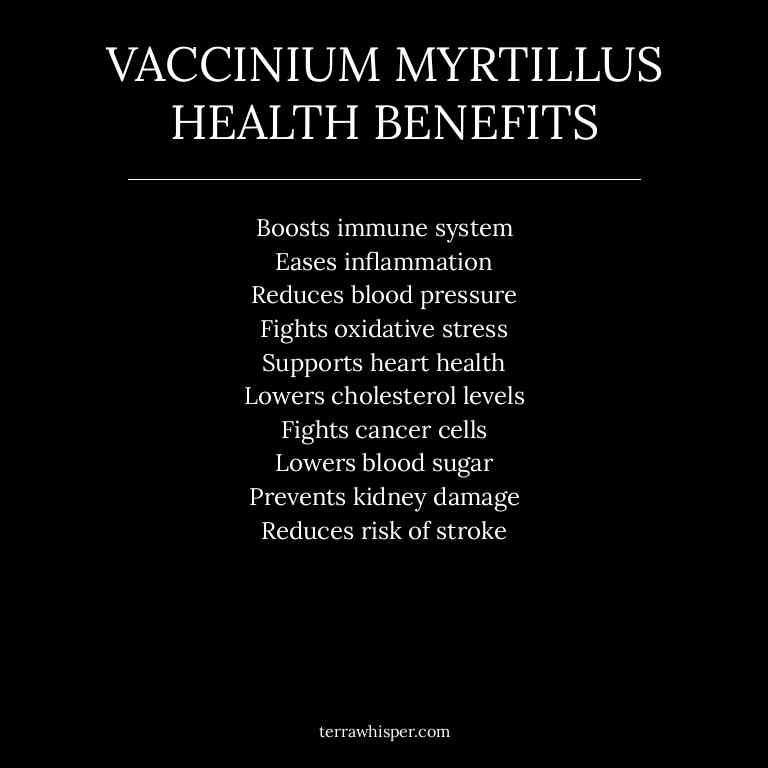 VACCINIUM MYRTILLUS
HEALTH BENEFITS
Boosts immune system
Eases inflammation
Reduces blood pressure
Fights oxidative stress
Supports heart health
Lowers cholesterol levels
Fights cancer cells
Lowers blood sugar
Prevents kidney damage
Reduces risk of stroke
terrawhisper.com